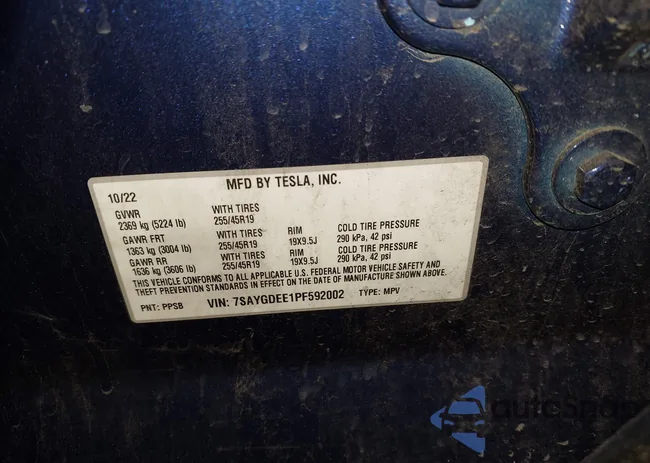 MFD BY TESLA, INC.
10/22
GVWR WITH TIRES
2369 kg (5224 lb) 255/45R19
GAWR FRT WITH TIRES RIM COLD TIRE PRESSURE
1363 kg (3004 lb) 255/45R19 19X9.5J 290 kPa, 42 psi
GAWR RR WITH TIRES RIM COLD TIRE PRESSURE
1636 kg (3606 lb) 255/45R19 19X9.5J 290 kPa, 42 psi
THIS VEHICLE CONFORMS TO ALL APPLICABLE U.S. FEDERAL MOTOR VEHICLE SAFETY AND
THEFT PREVENTION STANDARDS IN EFFECT ON THE DATE OF MANUFACTURE SHOWN ABOVE.
PNT: PPSB VIN: 7SAYGDEE1PF592002 TYPE: MPV